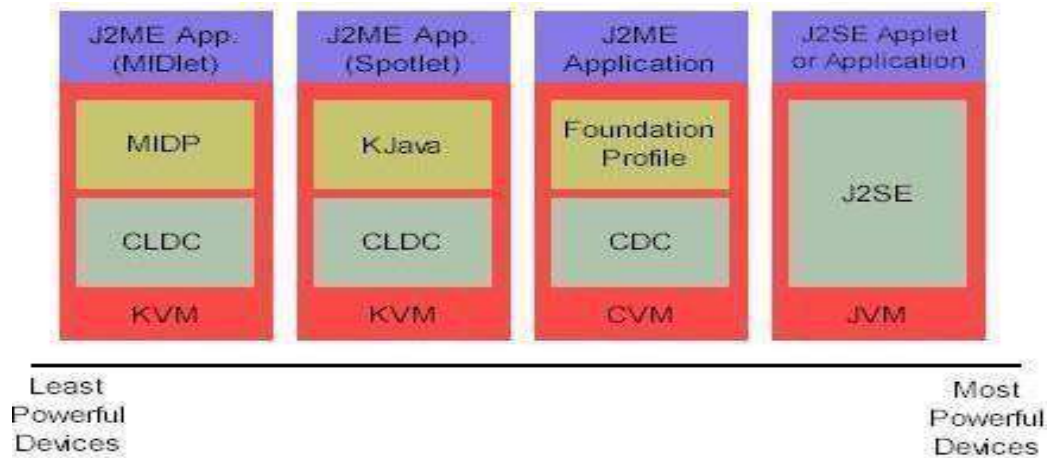 J2ME App.
(MIDlet)
MIDP
CLDC
KVM
J2ME App.
(Spotlet)
KJava
CLDC
KVM
J2ME
Application
Foundation
Profile
CDC
CVM
J2SE Applet
or Application
J2SE
JVM
Least
Powerful
Devices
Most
Powerful
Devices